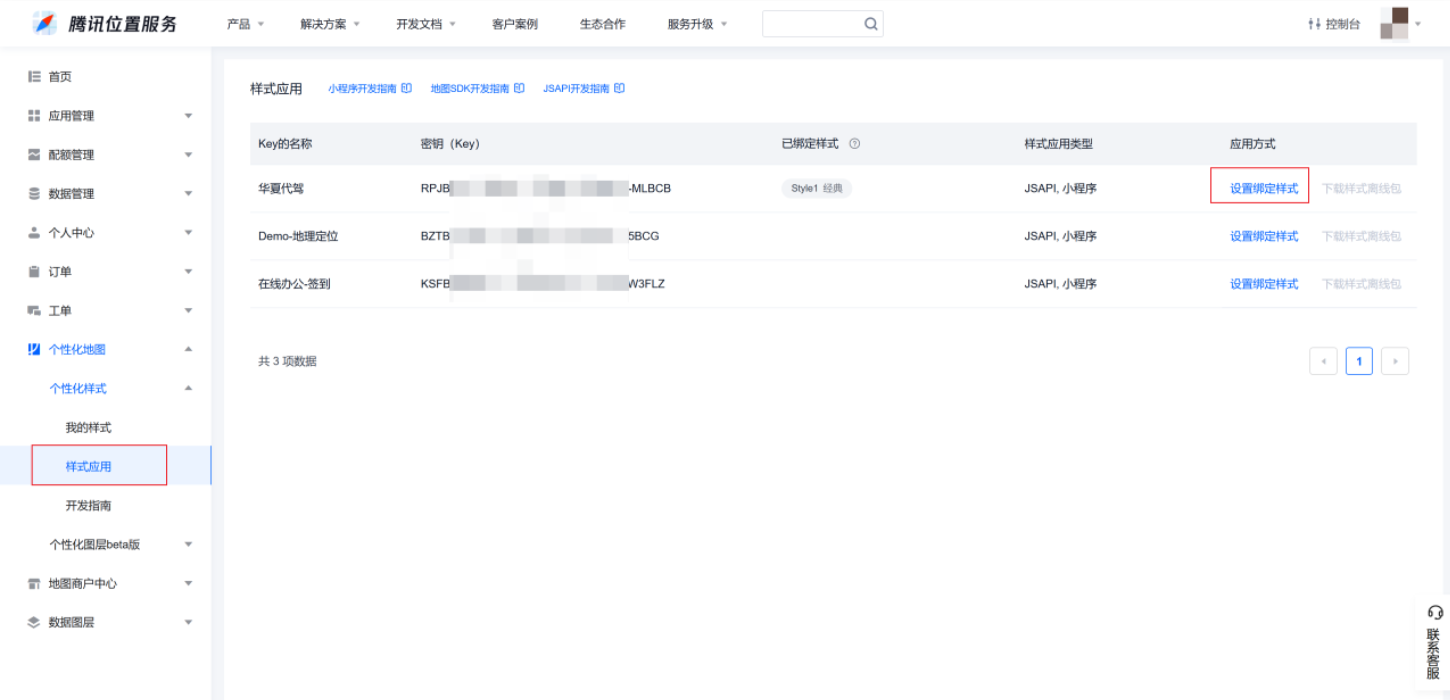 腾讯位置服务 产品 解决方案 开发文档 客户案例 生态合作 服务升级 控制台
首页
应用管理
配额管理
数据管理
个人中心
订单
工单
个性化地图
个性化样式
我的样式
样式应用
开发指南
个性化图层beta版
地图商户中心
数据图层
样式应用 小程序开发指南 地图SDK开发指南 JSAPI开发指南
Key的名称 密钥（Key） 已绑定样式 样式应用类型 应用方式
华夏代驾 RPJB -MLBCB Style1 经典 JSAPI, 小程序 设置绑定样式 下载样式离线包
Demo-地理定位 BZTB 5BCG JSAPI, 小程序 设置绑定样式 下载样式离线包
在线办公-签到 KSFB W3FLZ JSAPI, 小程序 设置绑定样式 下载样式离线包
共 3 项数据 1
联系客服